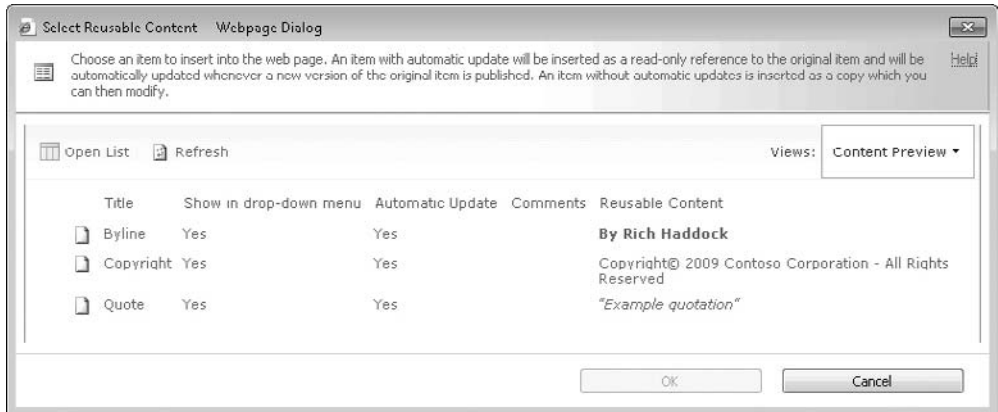 Select Reusable Content    Webpage Dialog
Choose an item to insert into the web page. An item with automatic update will be inserted as a read-only reference to the original item and will be
Help
automatically updated whenever a new version of the original item is published. An item without automatic updates is inserted as a copy which you
can then modify.
Open List Refresh Views: Content Preview
Title Show in drop-down menu Automatic Update Comments Reusable Content
Byline Yes Yes By Rich Haddock
Copyright Yes Yes Copyright© 2009 Contoso Corporation - All Rights
Reserved
Quote Yes Yes "Example quotation"
OK Cancel